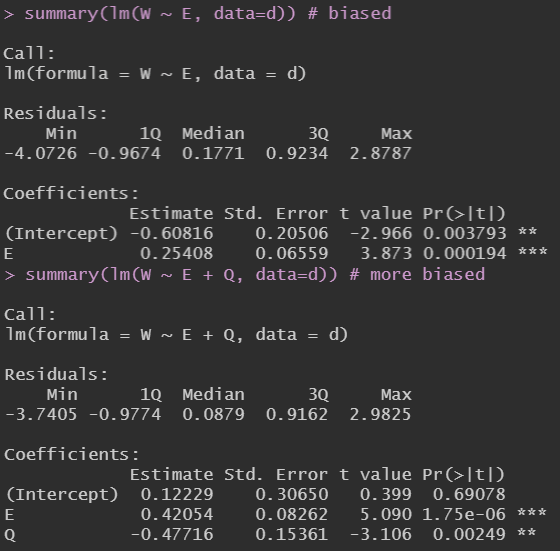 > summary(lm(W ~ E, data=d)) # biased
Call:
lm(formula = W ~ E, data = d)
Residuals:
    Min      1Q  Median      3Q     Max
-4.0726 -0.9674  0.1771  0.9234  2.8787
Coefficients:
            Estimate Std. Error t value Pr(>|t|)
(Intercept) -0.60816    0.20506  -2.966 0.003793 **
E            0.25408    0.06559   3.873 0.000194 ***
> summary(lm(W ~ E + Q, data=d)) # more biased
Call:
lm(formula = W ~ E + Q, data = d)
Residuals:
    Min      1Q  Median      3Q     Max
-3.7405 -0.9774  0.0879  0.9162  2.9825
Coefficients:
            Estimate Std. Error t value Pr(>|t|)
(Intercept)  0.12229    0.30650   0.399  0.69078
E            0.42054    0.08262   5.090 1.75e-06 ***
Q           -0.47716    0.15361  -3.106  0.00249 **